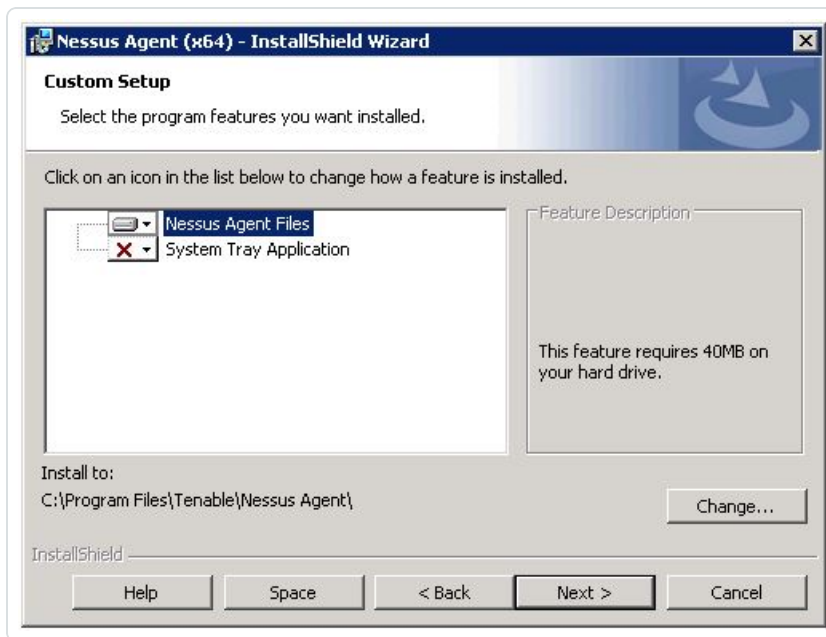 Nessus Agent (x64) - InstallShield Wizard
Custom Setup
Select the program features you want installed.
Click on an icon in the list below to change how a feature is installed.
Nessus Agent Files
System Tray Application
Feature Description
This feature requires 40MB on
your hard drive.
Install to:
C:\Program Files\Tenable\Nessus Agent\
Change...
InstallShield
Help
Space
< Back
Next >
Cancel